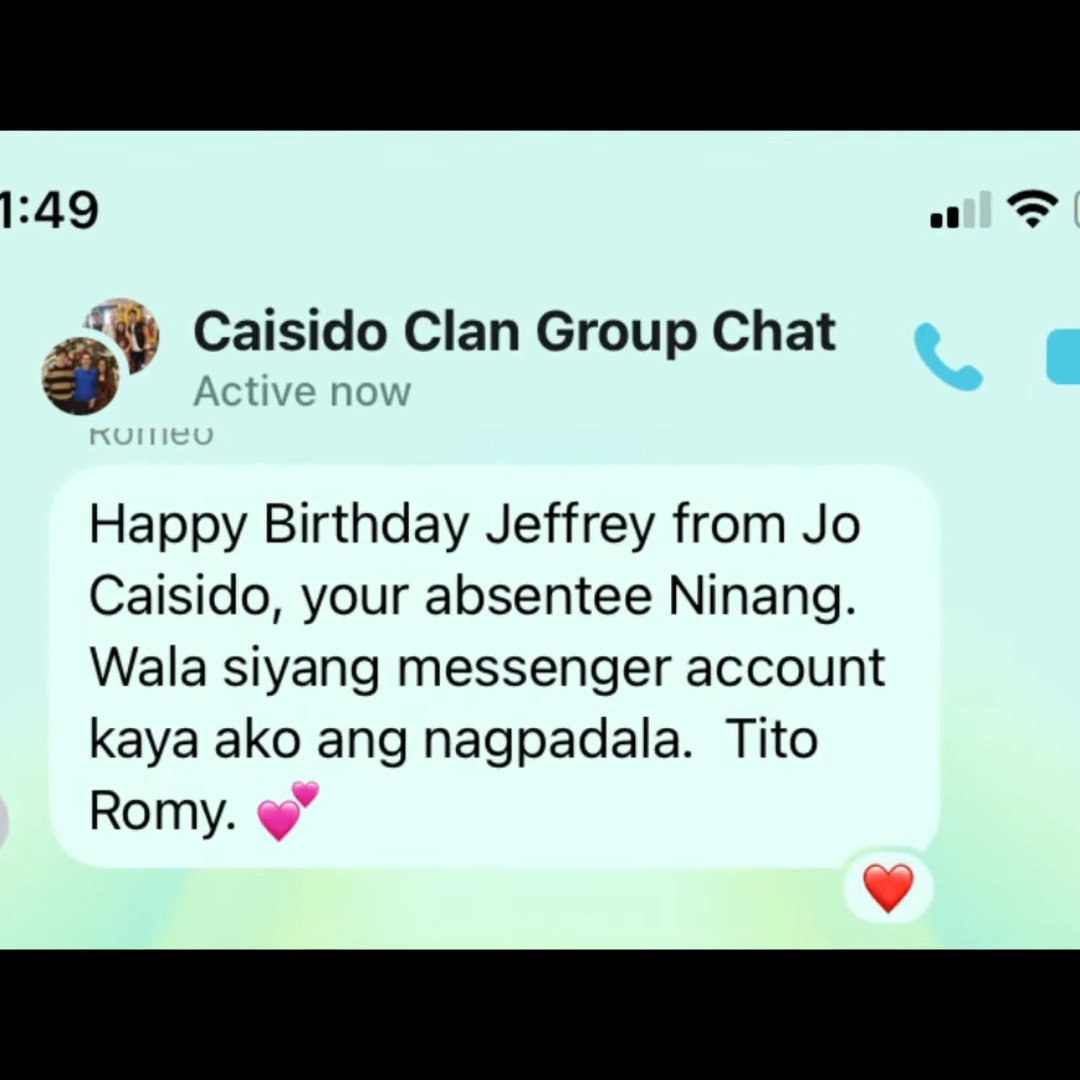 1:49
Caisido Clan Group Chat
Active now
Romeo
Happy Birthday Jeffrey from Jo
Caisido, your absentee Ninang.
Wala siyang messenger account
kaya ako ang nagpadala.  Tito
Romy. 💕
❤️